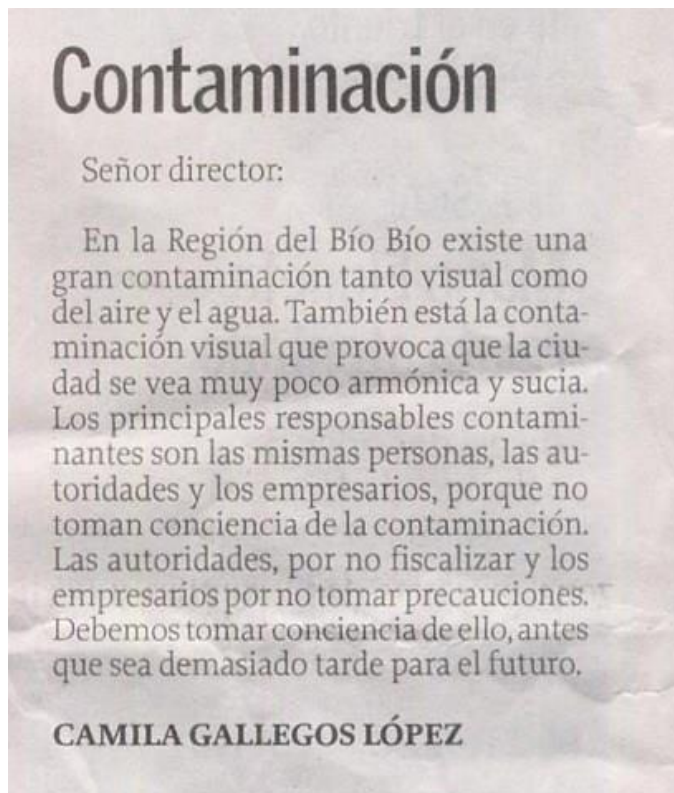 Contaminación
Señor director:
En la Región del Bío Bío existe una
gran contaminación tanto visual como
del aire y el agua. También está la conta-
minación visual que provoca que la ciu-
dad se vea muy poco armónica y sucia.
Los principales responsables contami-
nantes son las mismas personas, las au-
toridades y los empresarios, porque no
toman conciencia de la contaminación.
Las autoridades, por no fiscalizar y los
empresarios por no tomar precauciones.
Debemos tomar conciencia de ello, antes
que sea demasiado tarde para el futuro.
CAMILA GALLEGOS LÓPEZ